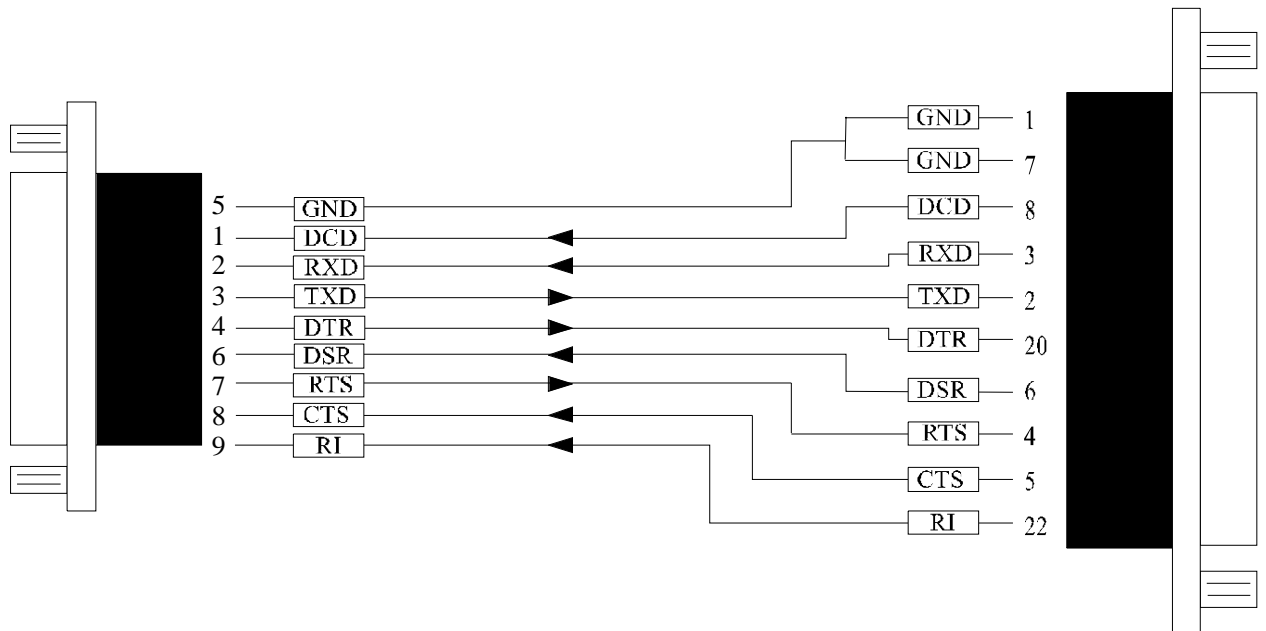 GND 1
GND 7
5 GND
DCD 8
1 DCD
RXD 3
2 RXD
3 TXD
TXD 2
4 DTR
DTR 20
6 DSR
7 RTS
DSR 6
8 CTS
RTS 4
9 RI
CTS 5
RI 22